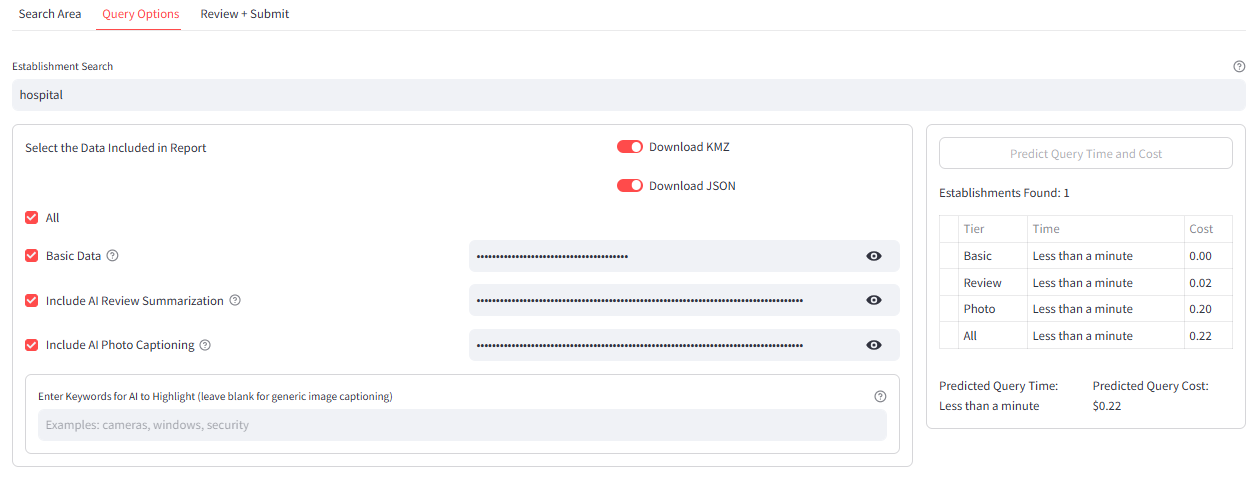 Search Area Query Options Review + Submit
Establishment Search
hospital
Select the Data Included in Report
Download KMZ
Download JSON
All
Basic Data
Include AI Review Summarization
Include AI Photo Captioning
Enter Keywords for AI to Highlight (leave blank for generic image captioning)
Examples: cameras, windows, security
Predict Query Time and Cost
Establishments Found: 1
Tier Time Cost
Basic Less than a minute 0.00
Review Less than a minute 0.02
Photo Less than a minute 0.20
All Less than a minute 0.22
Predicted Query Time: Predicted Query Cost:
Less than a minute $0.22